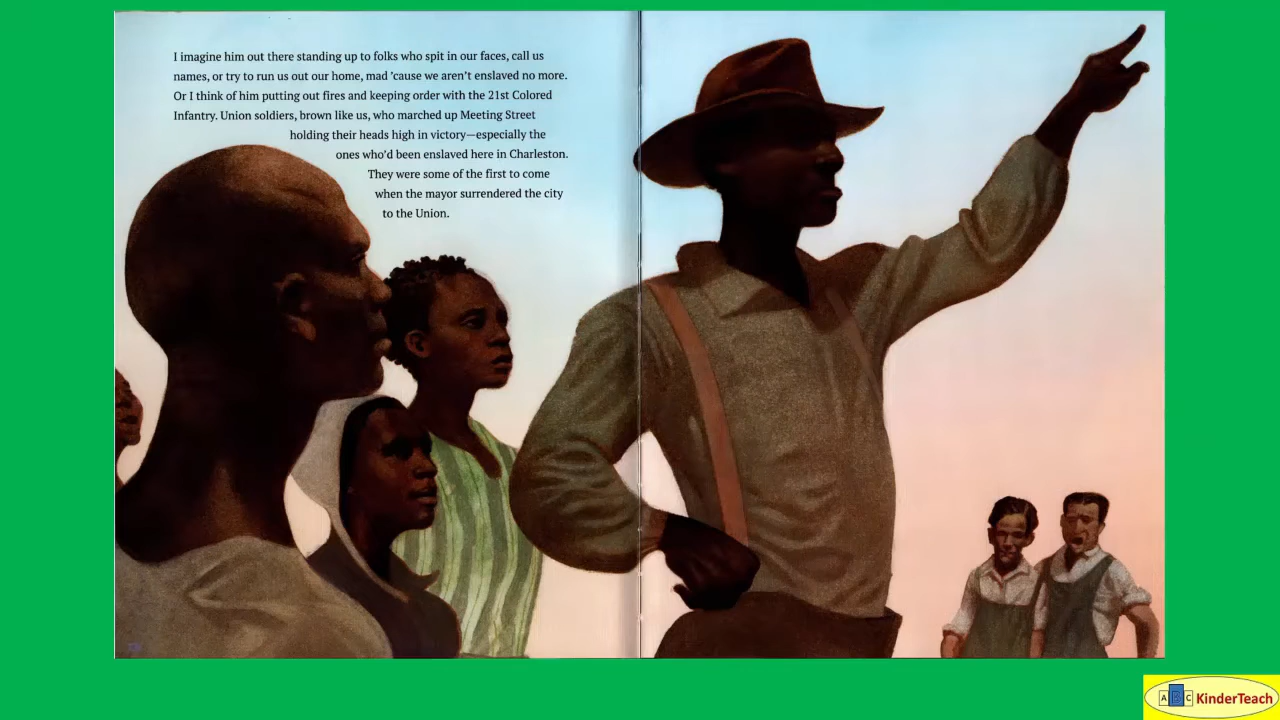 I imagine him out there standing up to folks who spit in our faces, call us
names, or try to run us out our home, mad ’cause we aren’t enslaved no more.
Or I think of him putting out fires and keeping order with the 21st Colored
Infantry. Union soldiers, brown like us, who marched up Meeting Street
holding their heads high in victory—especially the
ones who’d been enslaved here in Charleston.
They were some of the first to come
when the mayor surrendered the city
to the Union.
ABC KinderTeach